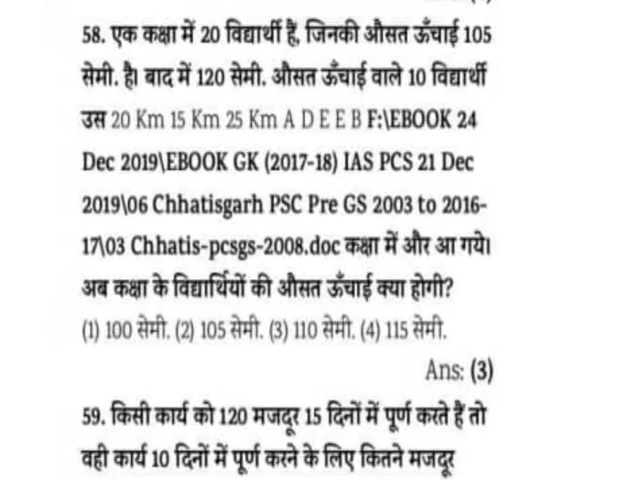 58. एक कक्षा में 20 विद्यार्थी हैं, जिनकी औसत ऊँचाई 105
सेमी. है। बाद में 120 सेमी. औसत ऊँचाई वाले 10 विद्यार्थी
उस 20 Km 15 Km 25 Km A D E E B F:\EBOOK 24
Dec 2019\EBOOK GK (2017-18) IAS PCS 21 Dec
2019\06 Chhatisgarh PSC Pre GS 2003 to 2016-
17\03 Chhatis-pcsgs-2008.doc कक्षा में और आ गये।
अब कक्षा के विद्यार्थियों की औसत ऊँचाई क्या होगी?
(1) 100 सेमी. (2) 105 सेमी. (3) 110 सेमी. (4) 115 सेमी.
Ans: (3)
59. किसी कार्य को 120 मजदूर 15 दिनों में पूर्ण करते हैं तो
वही कार्य 10 दिनों में पूर्ण करने के लिए कितने मजदूर